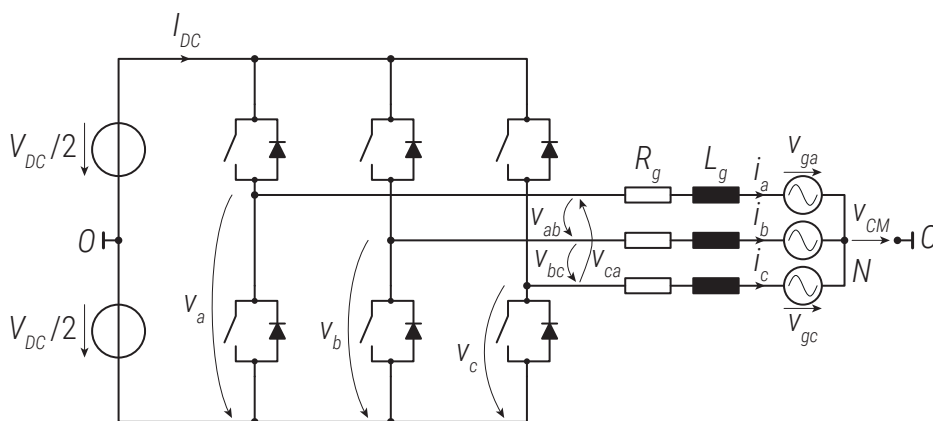 I_DC
V_DC/2
R_g
L_g
i_a
v_ga
v_ab
i_b
v_CM
O
O
v_bc
v_ca
i_c
N
v_a
V_DC/2
v_b
v_c
v_gc